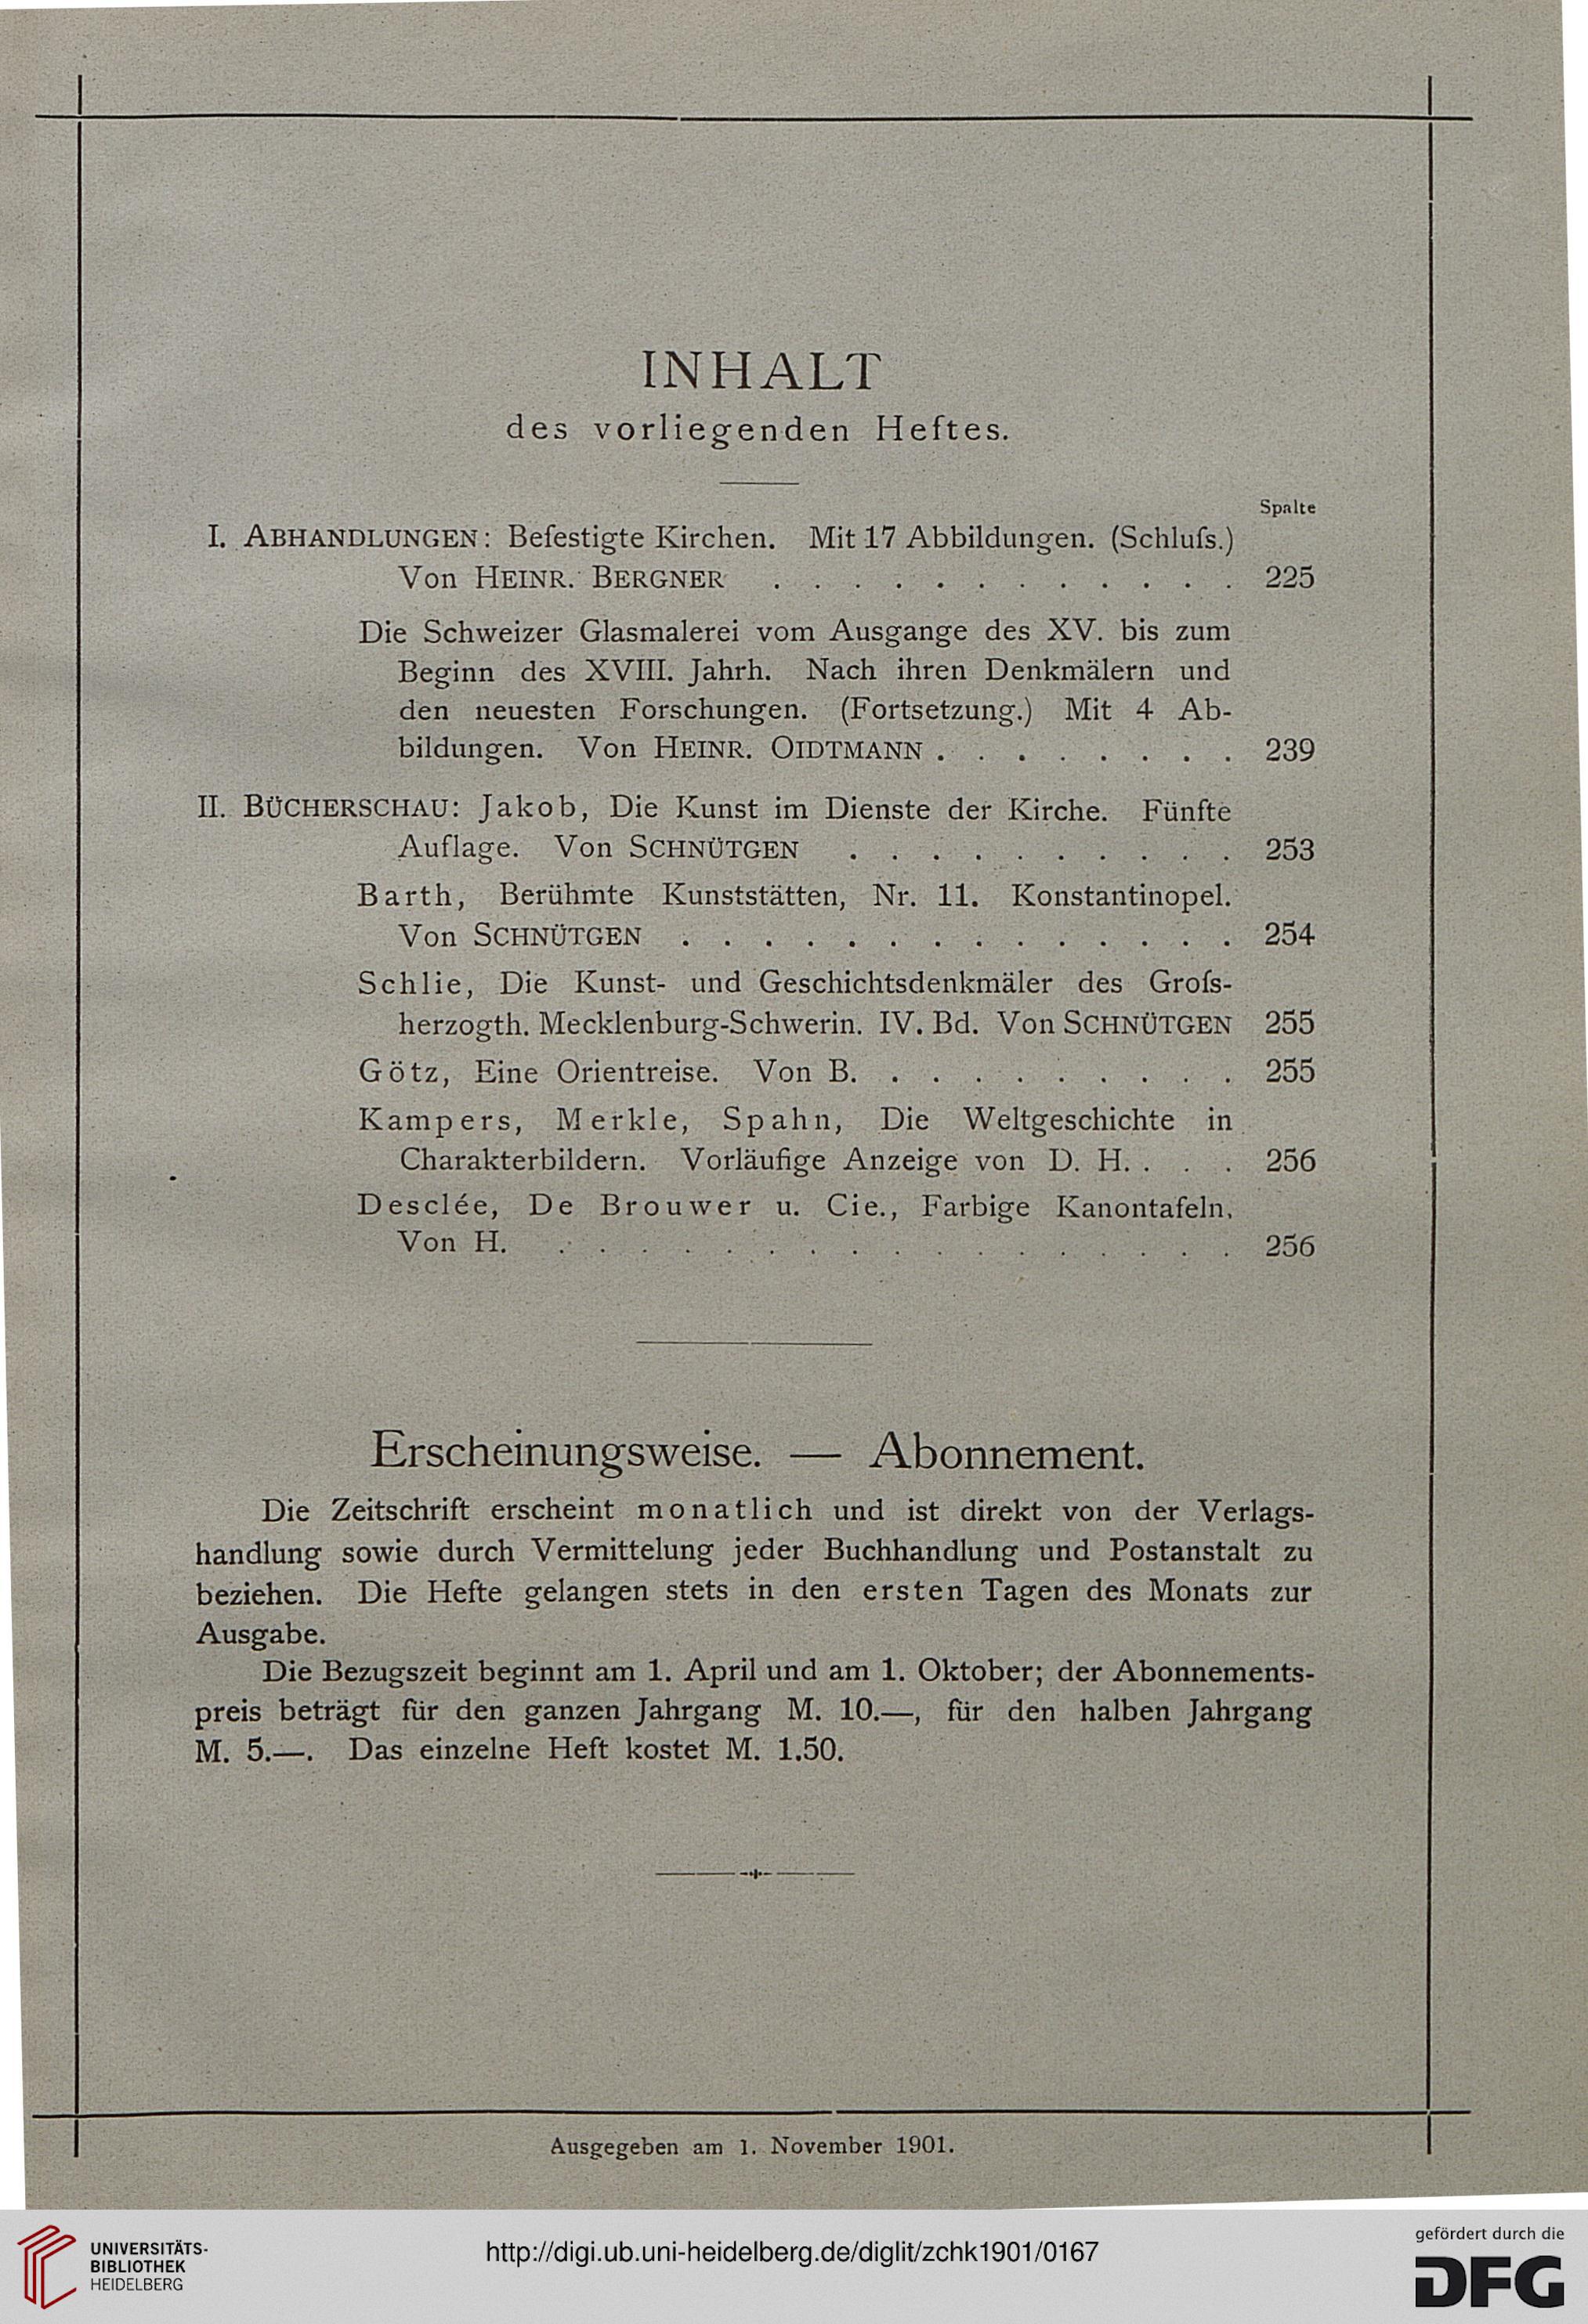 INHALT
des vorliegenden Heftes.
Spalte
I. ABHANDLUNGEN: Befestigte Kirchen. Mit 17 Abbildungen. (Schluſs.)
Von HEINR. BERGNER . . . . . . . . . . . . 225
Die Schweizer Glasmalerei vom Ausgange des XV. bis zum
Beginn des XVIII. Jahrh. Nach ihren Denkmälern und
den neuesten Forschungen. (Fortsetzung.) Mit 4 Ab-
bildungen. Von HEINR. OIDTMANN . . . . . . . . 239
II. BÜCHERSCHAU: Jakob, Die Kunst im Dienste der Kirche. Fünfte
Auflage. Von SCHNÜTGEN . . . . . . . . . . 253
Barth, Berühmte Kunststätten, Nr. 11. Konstantinopel.
Von SCHNÜTGEN . . . . . . . . . . . . . . 254
Schlie, Die Kunst- und Geschichtsdenkmäler des Groſs-
herzogth. Mecklenburg-Schwerin. IV. Bd. Von SCHNÜTGEN 255
Götz, Eine Orientreise. Von B. . . . . . . . . . 255
Kampers, Merkle, Spahn, Die Weltgeschichte in
Charakterbildern. Vorläufige Anzeige von D. H. . . . 256
Desclée, De Brouwer u. Cie., Farbige Kanontafeln.
Von H. . . . . . . . . . . . . . . . . . 256
Erscheinungsweise. — Abonnement.
Die Zeitschrift erscheint monatlich und ist direkt von der Verlags-
handlung sowie durch Vermittelung jeder Buchhandlung und Postanstalt zu
beziehen. Die Hefte gelangen stets in den ersten Tagen des Monats zur
Ausgabe.
Die Bezugszeit beginnt am 1. April und am 1. Oktober; der Abonnements-
preis beträgt für den ganzen Jahrgang M. 10.—, für den halben Jahrgang
M. 5.—. Das einzelne Heft kostet M. 1.50.
Ausgegeben am 1. November 1901.
UNIVERSITÄTS-
BIBLIOTHEK
HEIDELBERG
http://digi.ub.uni-heidelberg.de/diglit/zchk1901/0167
gefördert durch die
DFG